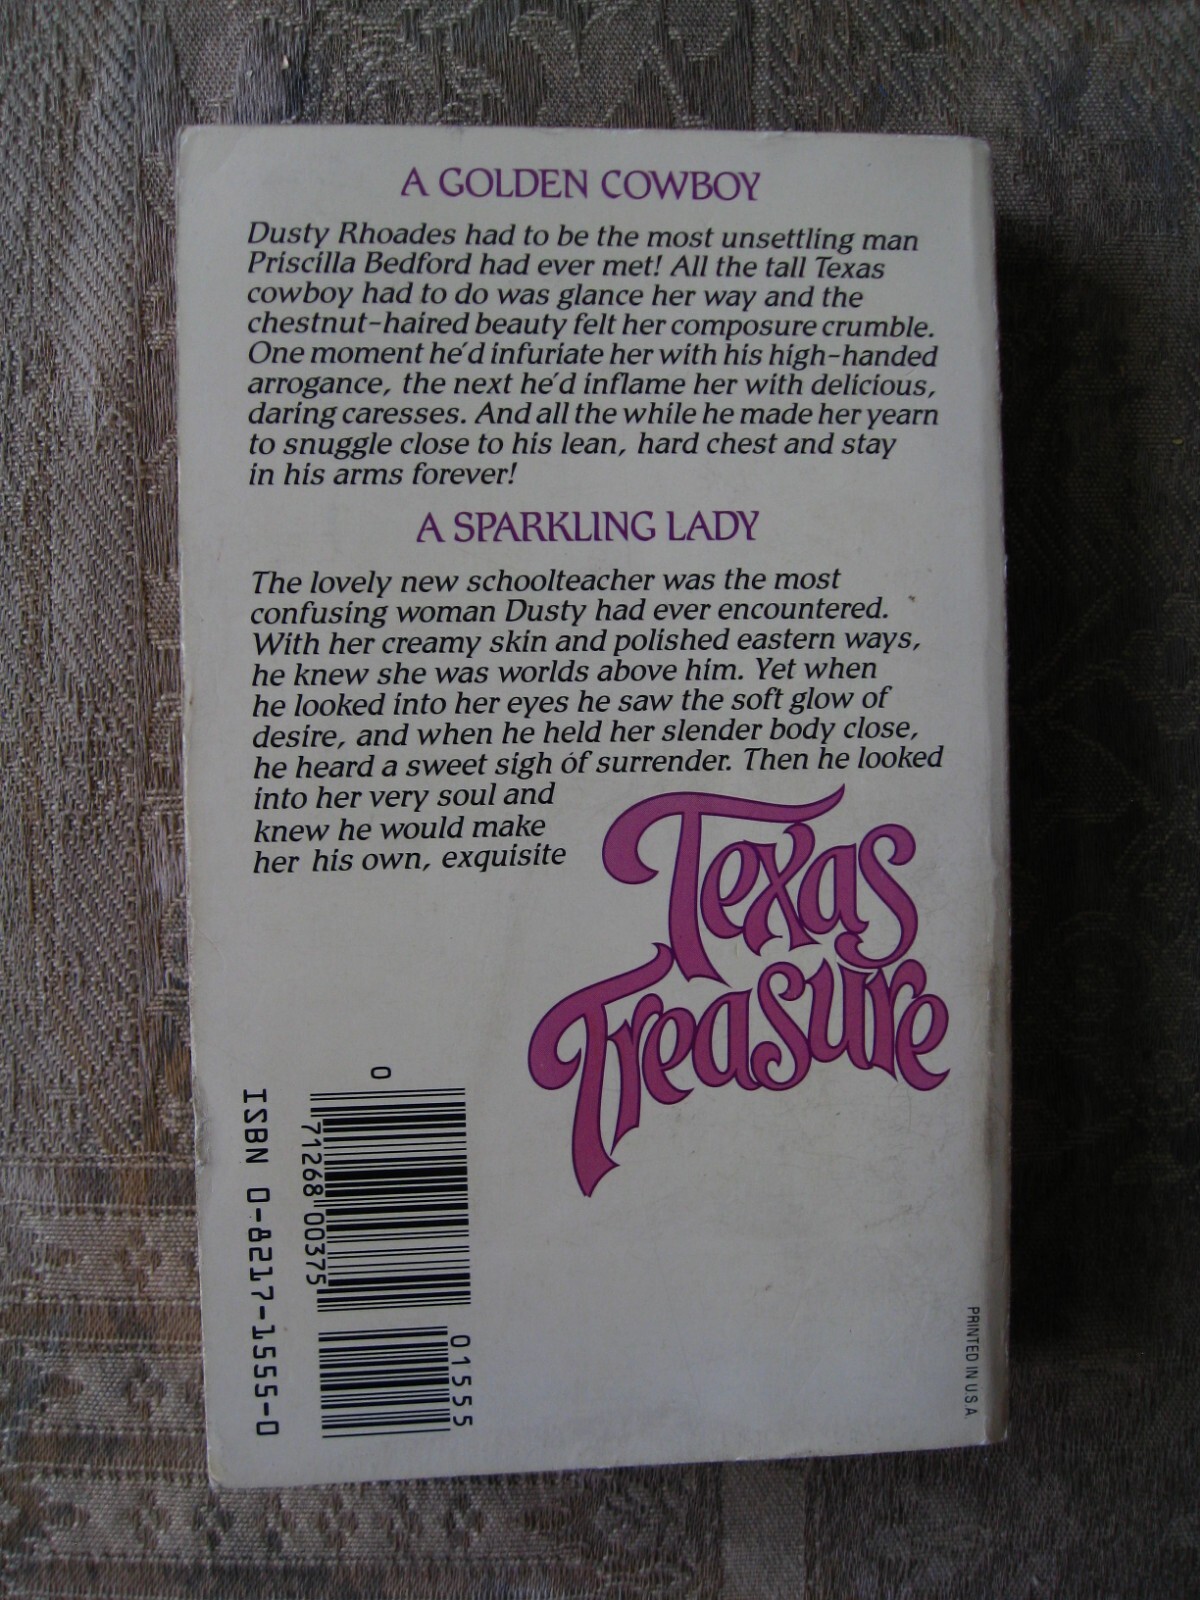 A GOLDEN COWBOY
Dusty Rhoades had to be the most unsettling man
Priscilla Bedford had ever met! All the tall Texas
cowboy had to do was glance her way and the
chestnut-haired beauty felt her composure crumble.
One moment he'd infuriate her with his high-handed
arrogance, the next he'd inflame her with delicious,
daring caresses. And all the while he made her yearn
to snuggle close to his lean, hard chest and stay
in his arms forever!
A SPARKLING LADY
The lovely new schoolteacher was the most
confusing woman Dusty had ever encountered.
With her creamy skin and polished eastern ways,
he knew she was worlds above him. Yet when
he looked into her eyes he saw the soft glow of
desire, and when he held her slender body close,
he heard a sweet sigh of surrender. Then he looked
into her very soul and
knew he would make
her his own, exquisite
Texas
Treasure
ISBN 0-8217-1555-0
0
71268 00375
01555
PRINTED IN U.S.A.